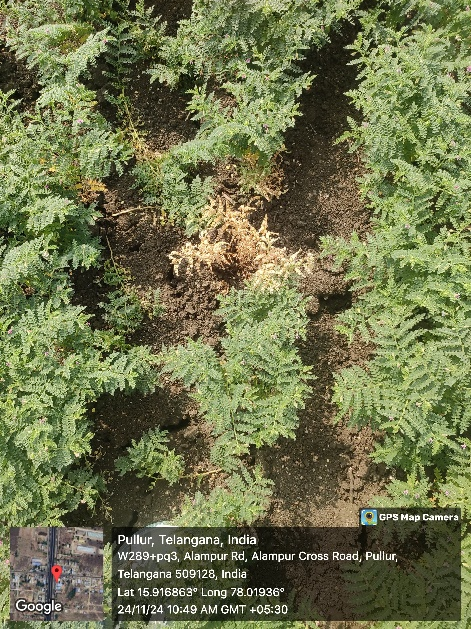 GPS Map Camera
Pullur, Telangana, India
W289+pq3, Alampur Rd, Alampur Cross Road, Pullur,
Telangana 509128, India
Lat 15.916863° Long 78.01936°
24/11/24 10:49 AM GMT +05:30
Google